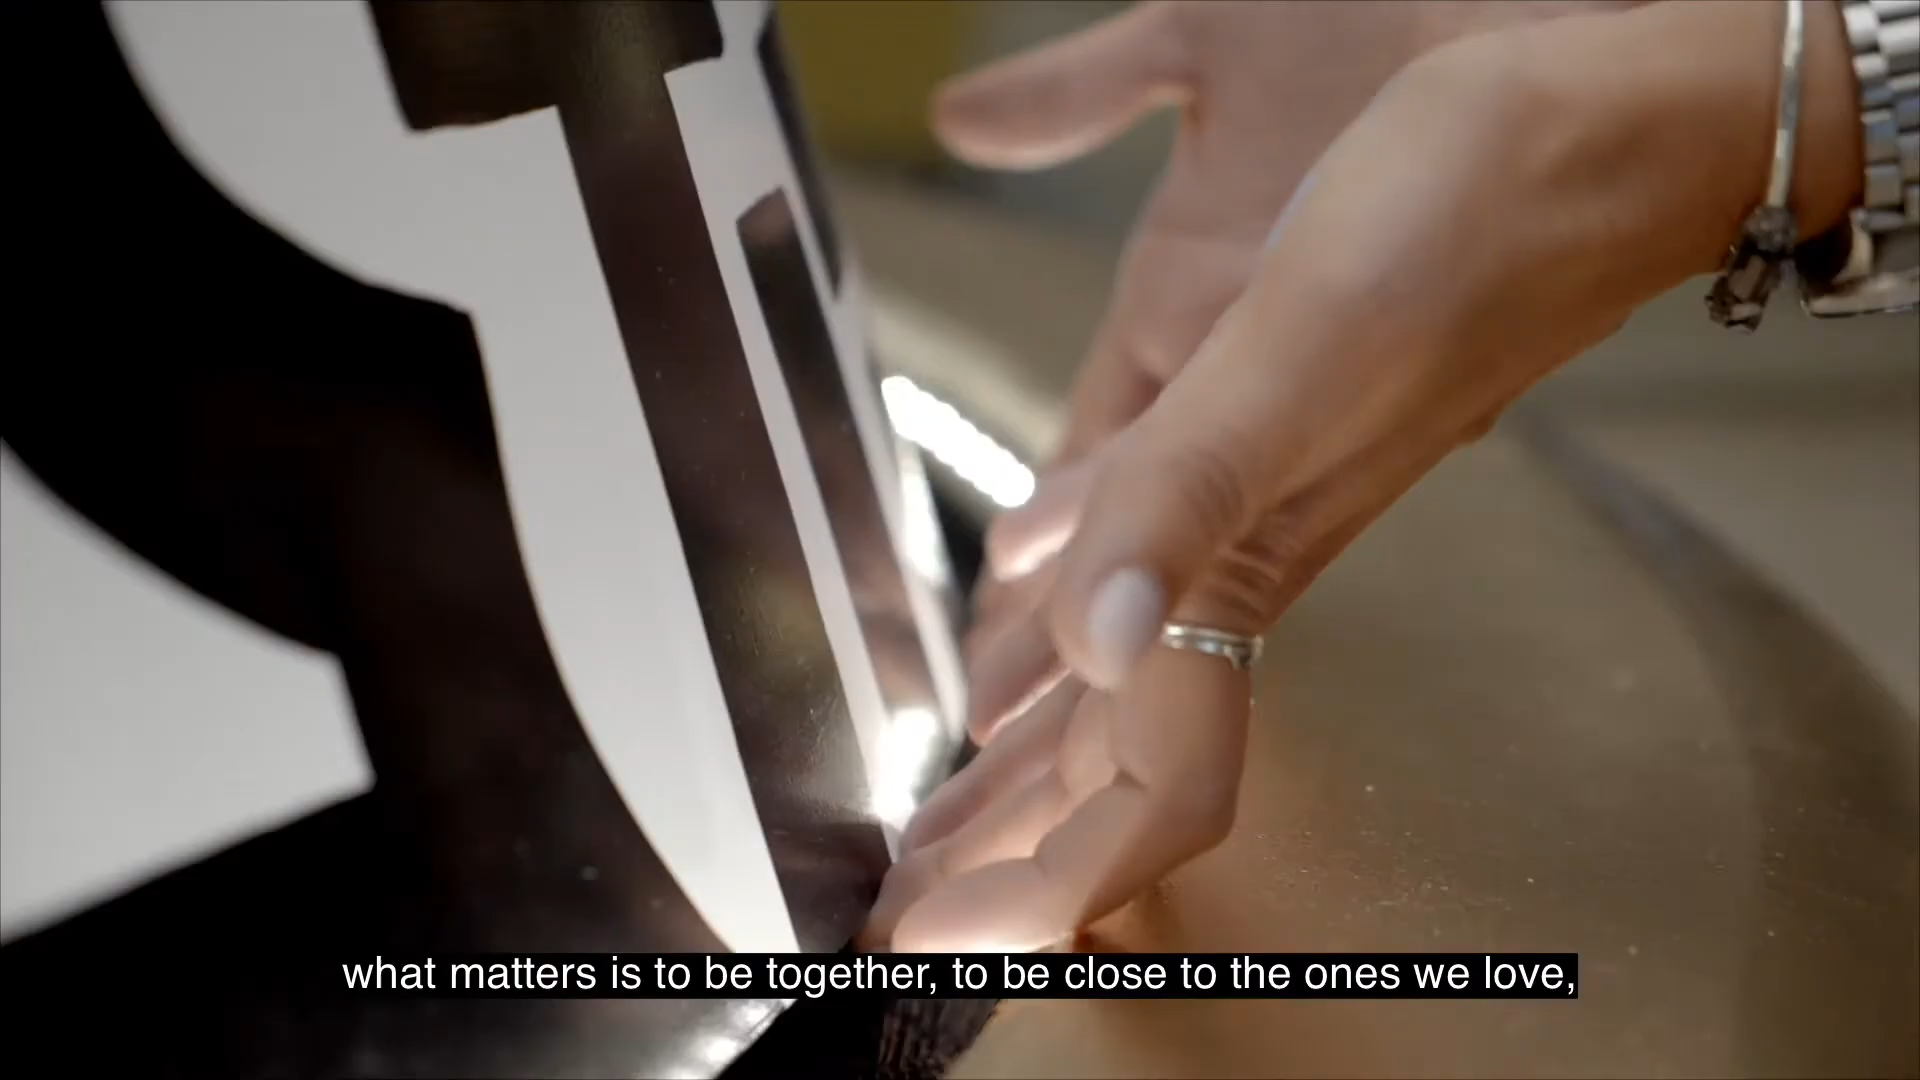 what matters is to be together, to be close to the ones we love,